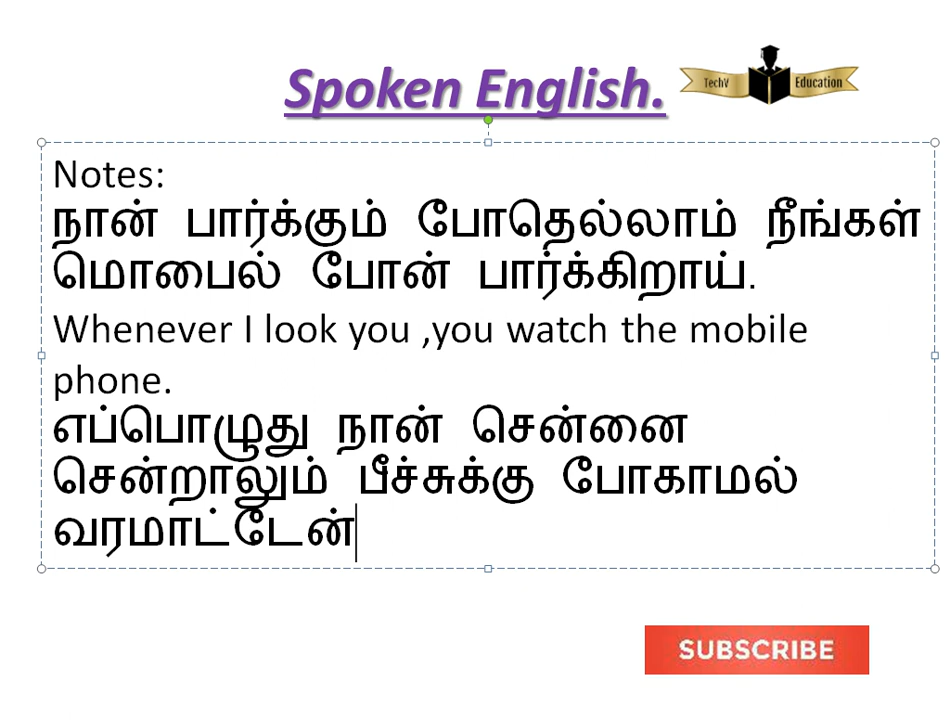 Spoken English.
TechV Education
Notes:
நான் பார்க்கும் போதெல்லாம் நீங்கள்
மொபைல் போன் பார்க்கிறாய்.
Whenever I look you ,you watch the mobile
phone.
எப்பொழுது நான் சென்னை
சென்றாலும் பீச்சுக்கு போகாமல்
வரமாட்டேன்
SUBSCRIBE